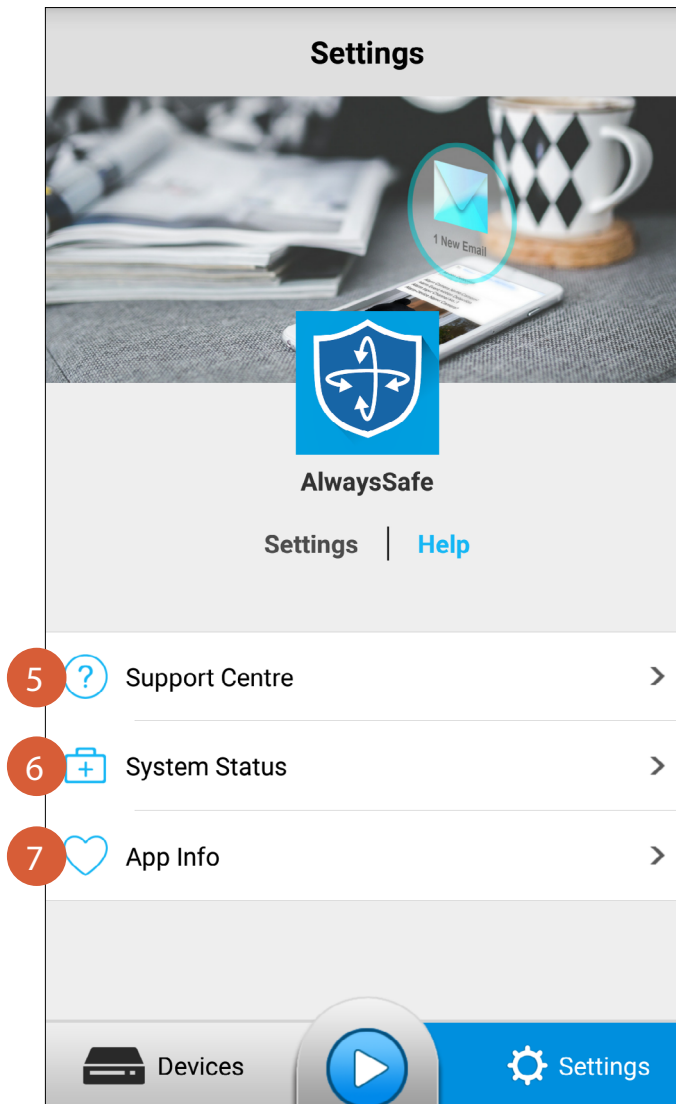 Settings
1 New Email
AlwaysSafe
Settings | Help
5 ? Support Centre
6 System Status
7 App Info
Devices
Settings